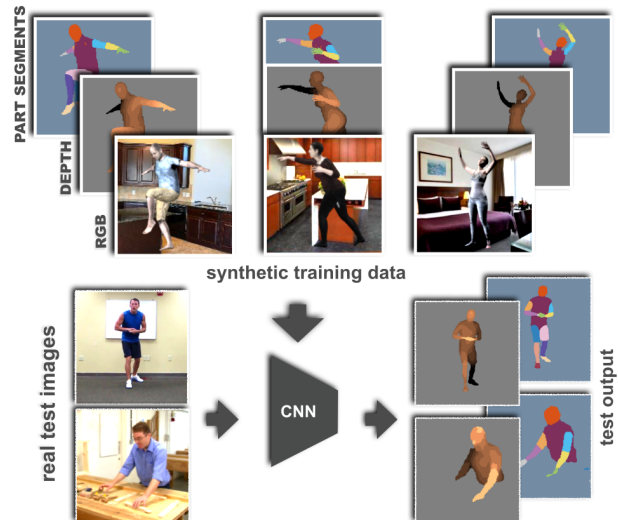 PART SEGMENTS
DEPTH
RGB
synthetic training data
real test images
CNN
test output